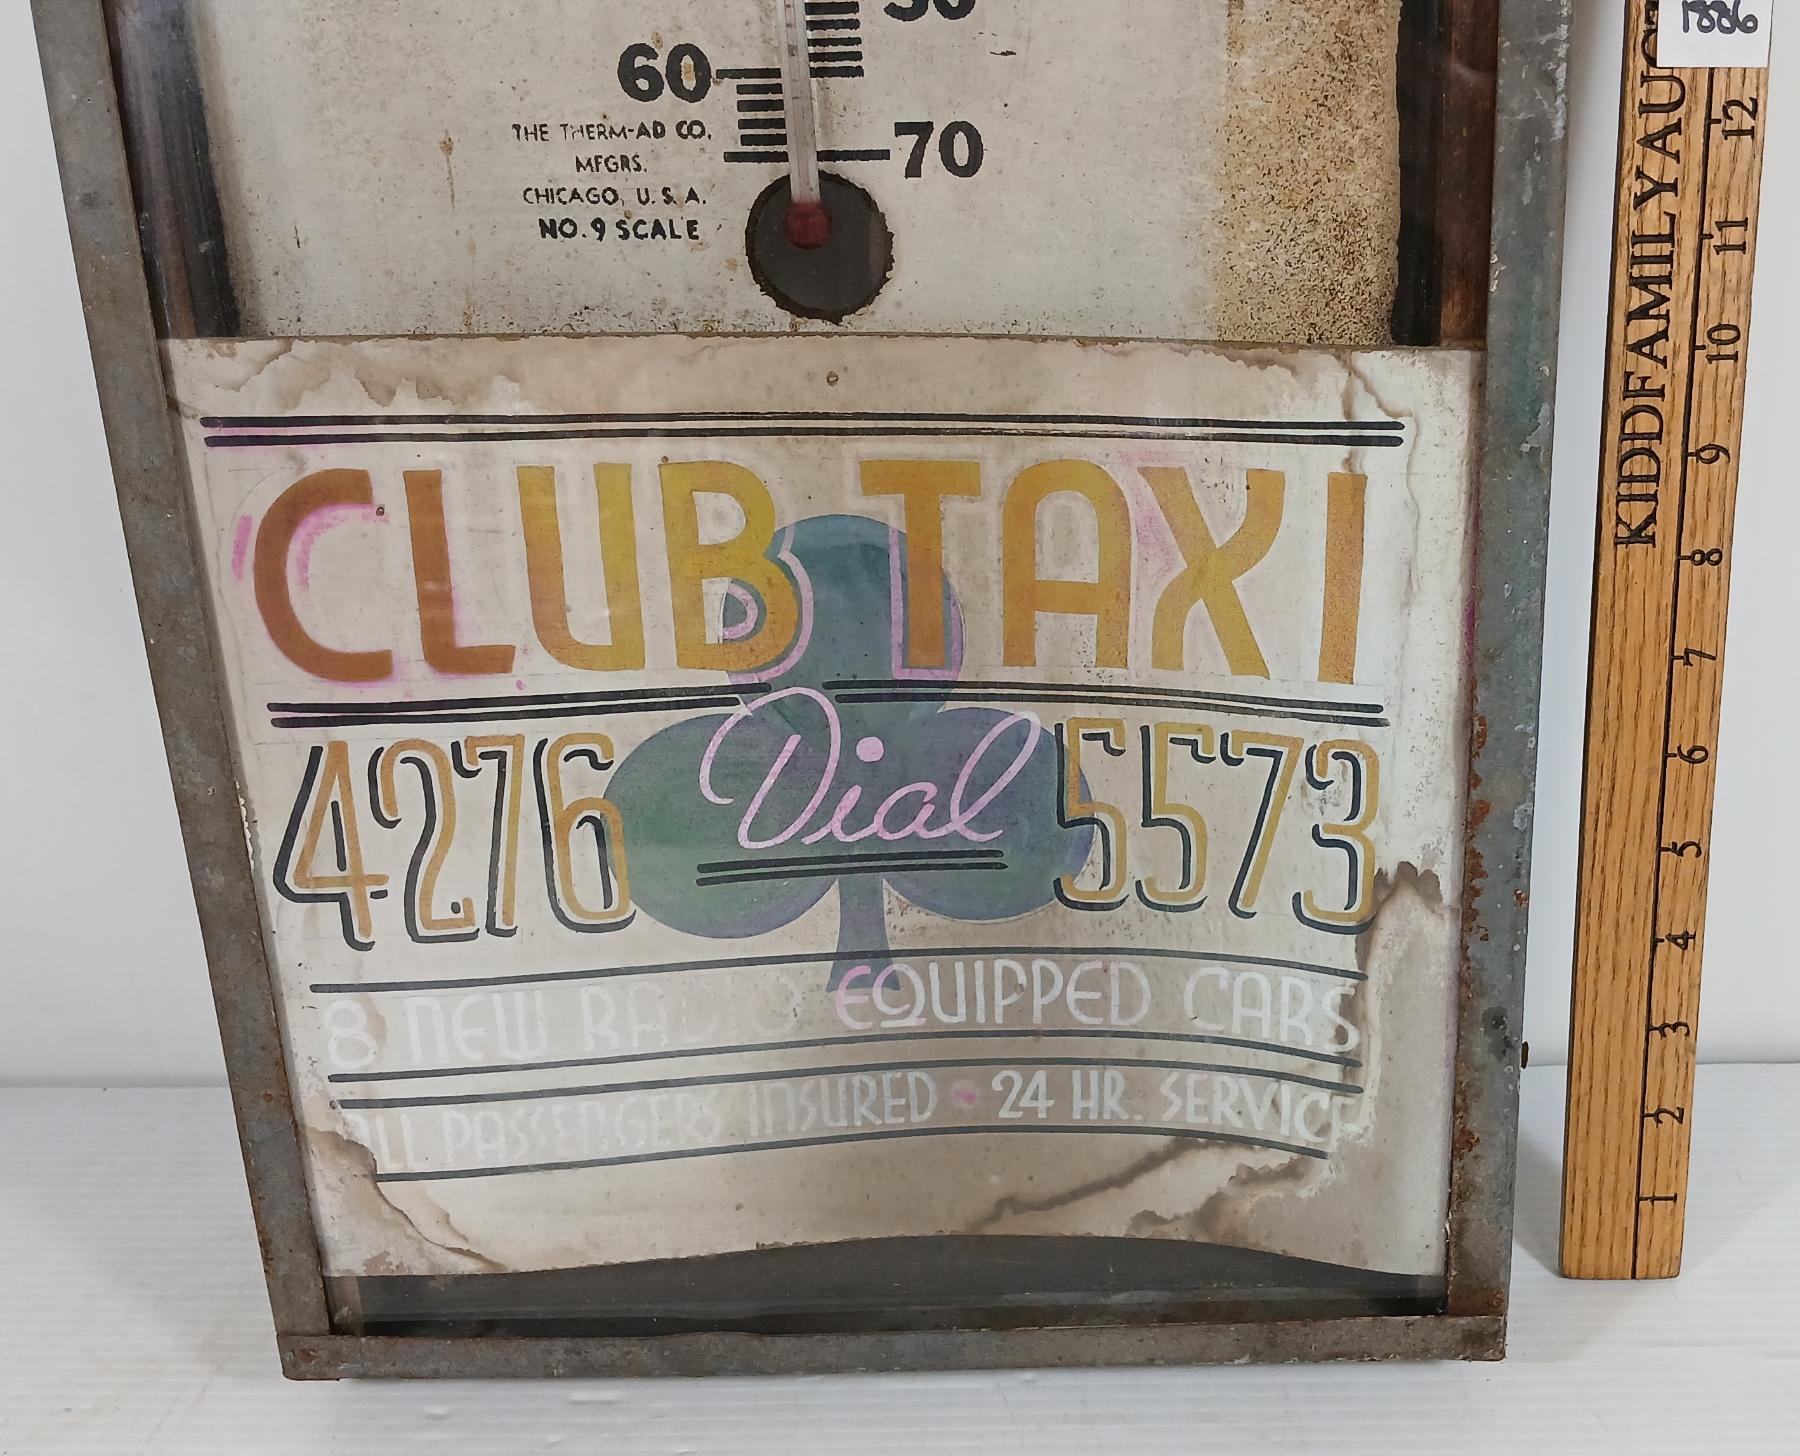 50
60
THE THERM-AD CO.
MFGRS.
CHICAGO, U.S.A.
NO. 9 SCALE
70
CLUB TAXI
4276 Dial 5573
8 NEW RADIO EQUIPPED CARS
ALL PASSENGERS INSURED • 24 HR. SERVICE
1886
KIDDFAMILYAUC
12
11
10
9
8
7
6
5
4
3
2
1